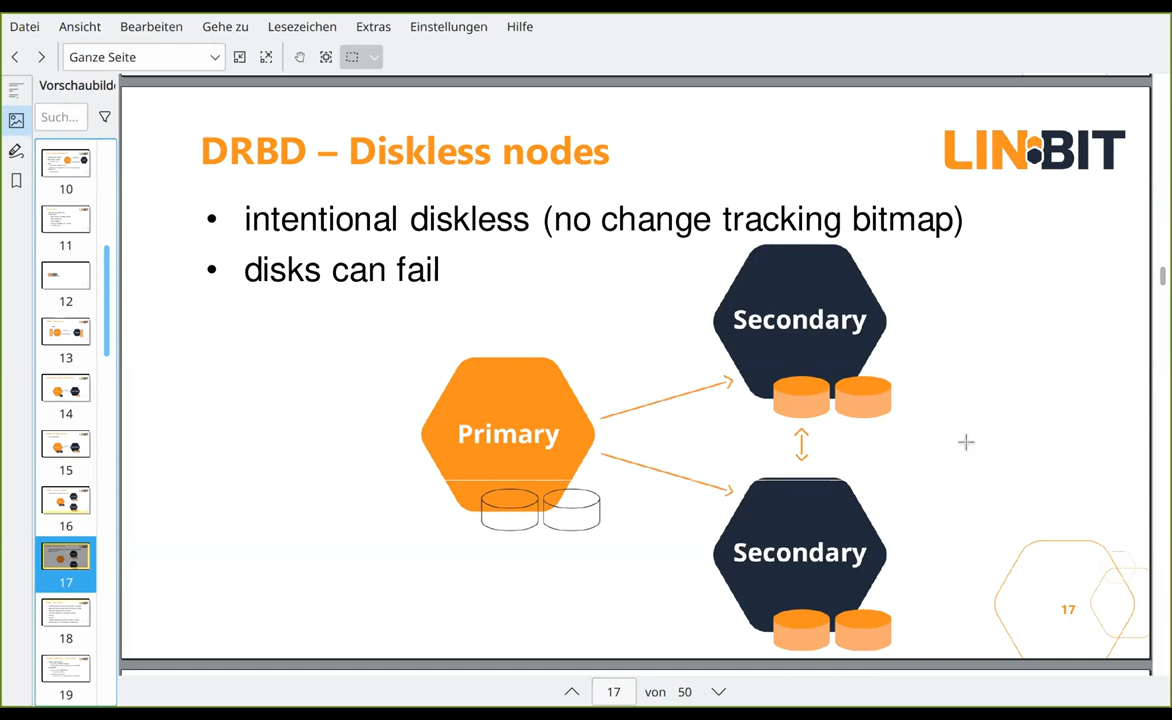 Datei Ansicht Bearbeiten Gehe zu Lesezeichen Extras Einstellungen Hilfe
Ganze Seite
Vorschaubild
Such...
10
11
12
13
14
15
16
17
18
19
DRBD – Diskless nodes
LINBIT
• intentional diskless (no change tracking bitmap)
• disks can fail
Secondary
Primary
Secondary
17
17 von 50